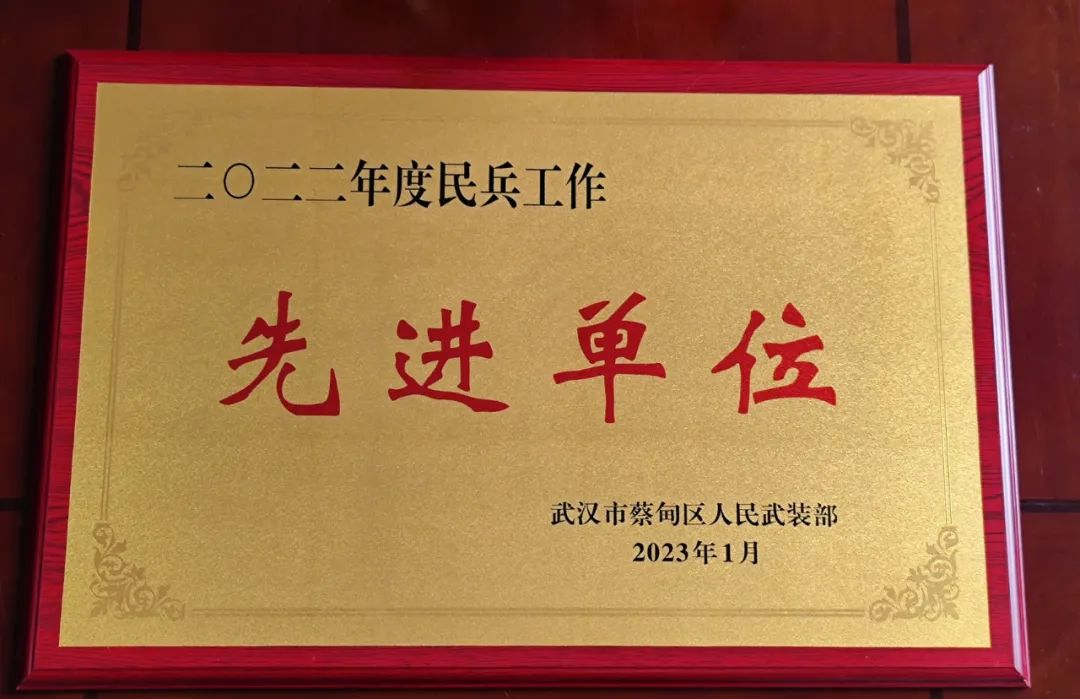 二〇二二年度民兵工作
先进单位
武汉市蔡甸区人民武装部
2023年1月